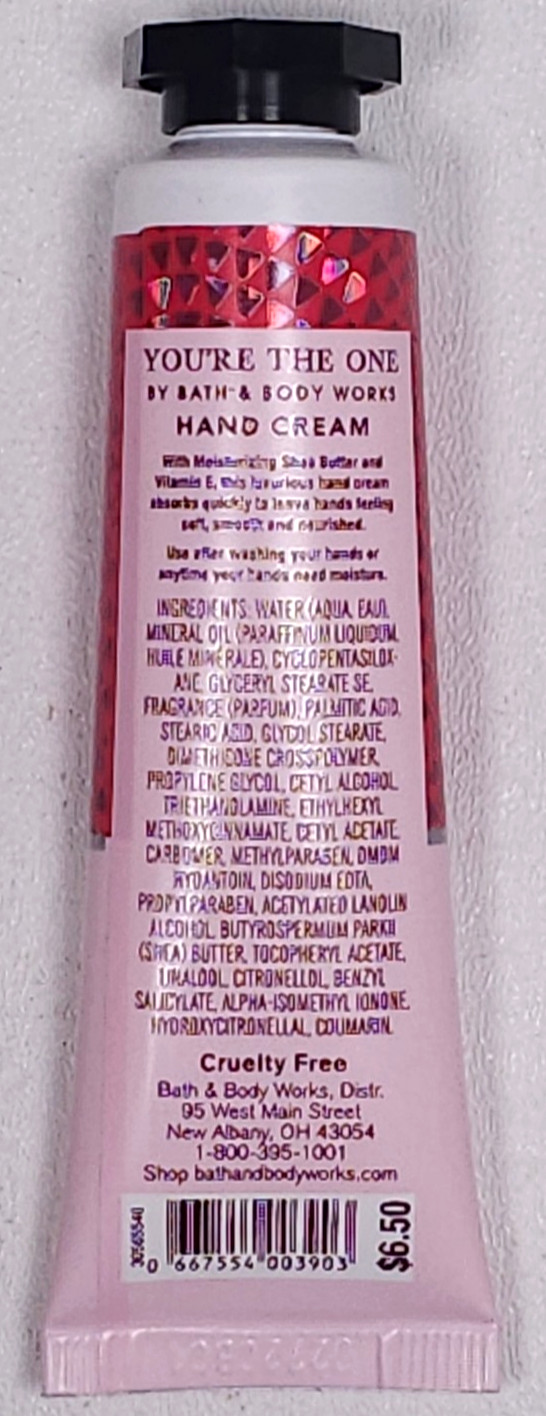 YOU'RE THE ONE
BY BATH & BODY WORKS
HAND CREAM
With Moisturizing Shea Butter and
Vitamin E, this luxurious hand cream
absorbs quickly to leave hands feeling
soft, smooth and nourished.
Use after washing your hands or
anytime your hands need moisture.
INGREDIENTS: WATER (AQUA, EAU),
MINERAL OIL (PARAFFINUM LIQUIDUM,
HUILE MINERALE), CYCLOPENTASILOX-
ANE, GLYCERYL STEARATE SE,
FRAGRANCE (PARFUM), PALMITIC ACID,
STEARIC ACID, GLYCOL STEARATE,
DIMETHICONE CROSSPOLYMER,
PROPYLENE GLYCOL, CETYL ALCOHOL,
TRIETHANOLAMINE, ETHYLHEXYL
METHOXYCINNAMATE, CETYL ACETATE,
CARBOMER, METHYLPARABEN, DMDM
HYDANTOIN, DISODIUM EDTA,
PROPYLPARABEN, ACETYLATED LANOLIN
ALCOHOL, BUTYROSPERMUM PARKII
(SHEA) BUTTER, TOCOPHERYL ACETATE,
LINALOOL, CITRONELLOL, BENZYL
SALICYLATE, ALPHA-ISOMETHYL IONONE,
HYDROXYCITRONELLAL, COUMARIN.
Cruelty Free
Bath & Body Works, Distr.
95 West Main Street
New Albany, OH 43054
1-800-395-1001
Shop bathandbodyworks.com
0 667554 003903
$6.50